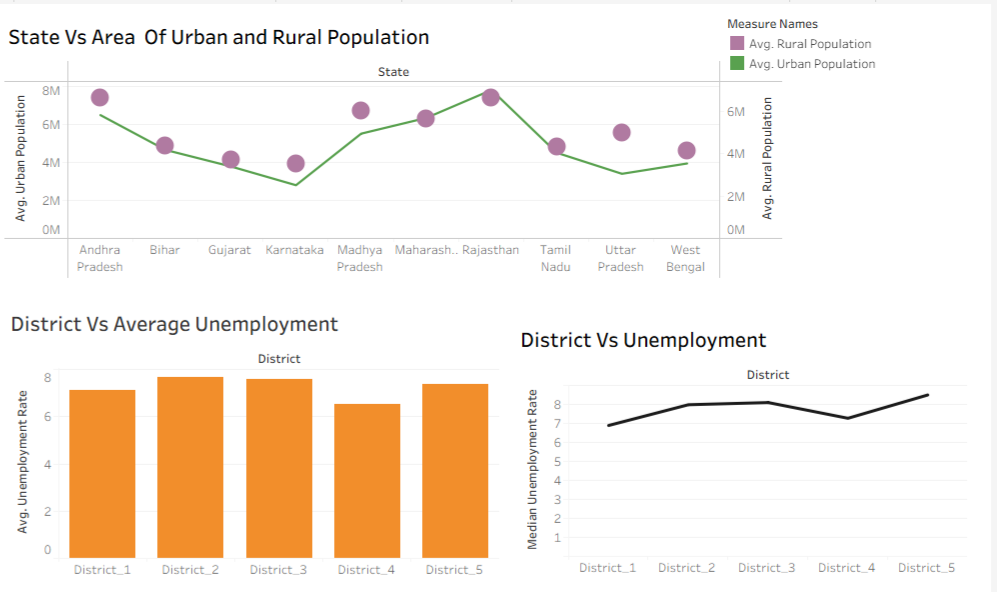 State Vs Area Of Urban and Rural Population
Measure Names
Avg. Rural Population
Avg. Urban Population
State
Avg. Urban Population
8M
6M
4M
2M
0M
6M
4M
2M
0M
Avg. Rural Population
Andhra Pradesh
Bihar
Gujarat
Karnataka
Madhya Pradesh
Maharash..
Rajasthan
Tamil Nadu
Uttar Pradesh
West Bengal
District Vs Average Unemployment
District
Avg. Unemployment Rate
8
6
4
2
0
District_1
District_2
District_3
District_4
District_5
District Vs Unemployment
District
Median Unemployment Rate
8
7
6
5
4
3
2
1
District_1
District_2
District_3
District_4
District_5